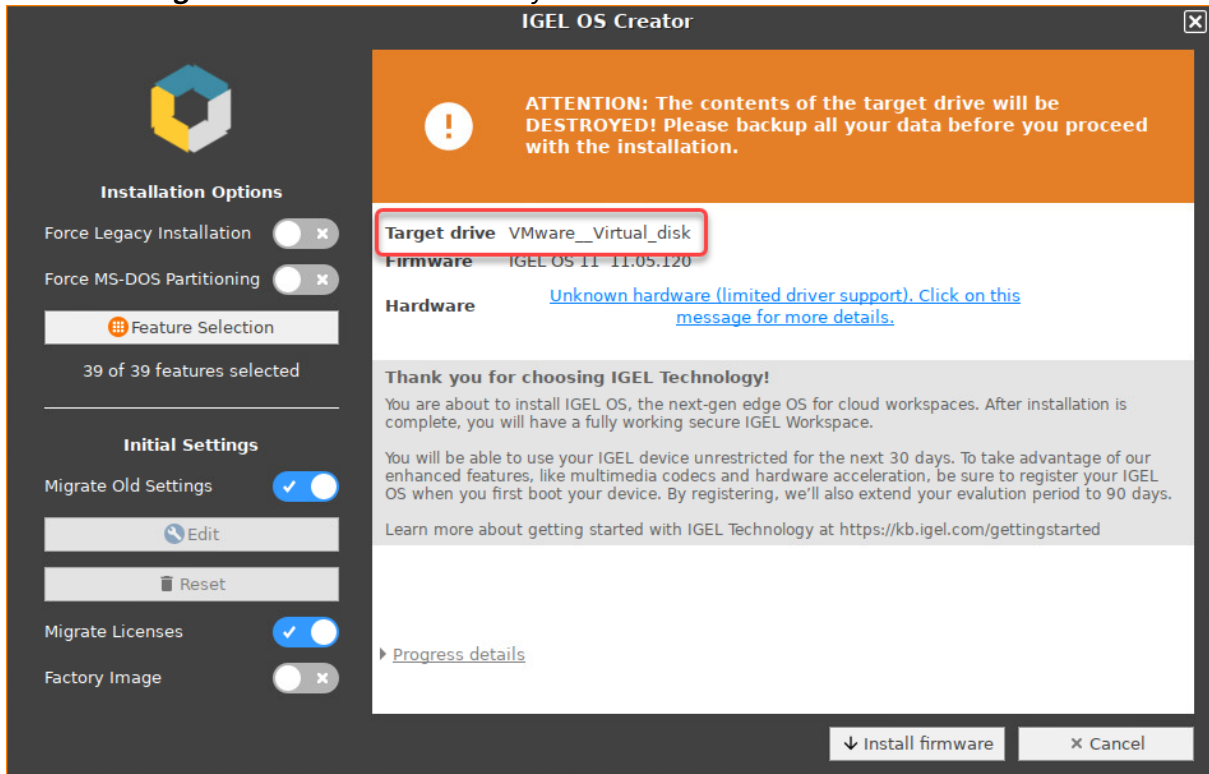 IGEL OS Creator
ATTENTION: The contents of the target drive will be
DESTROYED! Please backup all your data before you proceed
with the installation.
Installation Options
Force Legacy Installation
Force MS-DOS Partitioning
Feature Selection
39 of 39 features selected
Initial Settings
Migrate Old Settings
Edit
Reset
Migrate Licenses
Factory Image
Target drive VMware__Virtual_disk
Firmware IGEL OS 11 11.05.120
Hardware Unknown hardware (limited driver support). Click on this
message for more details.
Thank you for choosing IGEL Technology!
You are about to install IGEL OS, the next-gen edge OS for cloud workspaces. After installation is
complete, you will have a fully working secure IGEL Workspace.
You will be able to use your IGEL device unrestricted for the next 30 days. To take advantage of our
enhanced features, like multimedia codecs and hardware acceleration, be sure to register your IGEL
OS when you first boot your device. By registering, we'll also extend your evalution period to 90 days.
Learn more about getting started with IGEL Technology at https://kb.igel.com/gettingstarted
Progress details
Install firmware
Cancel